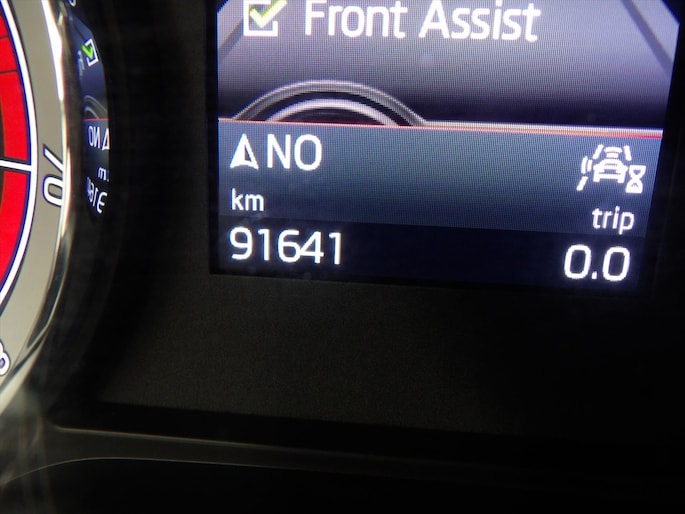 Front Assist
NO
km
trip
91641
0.0